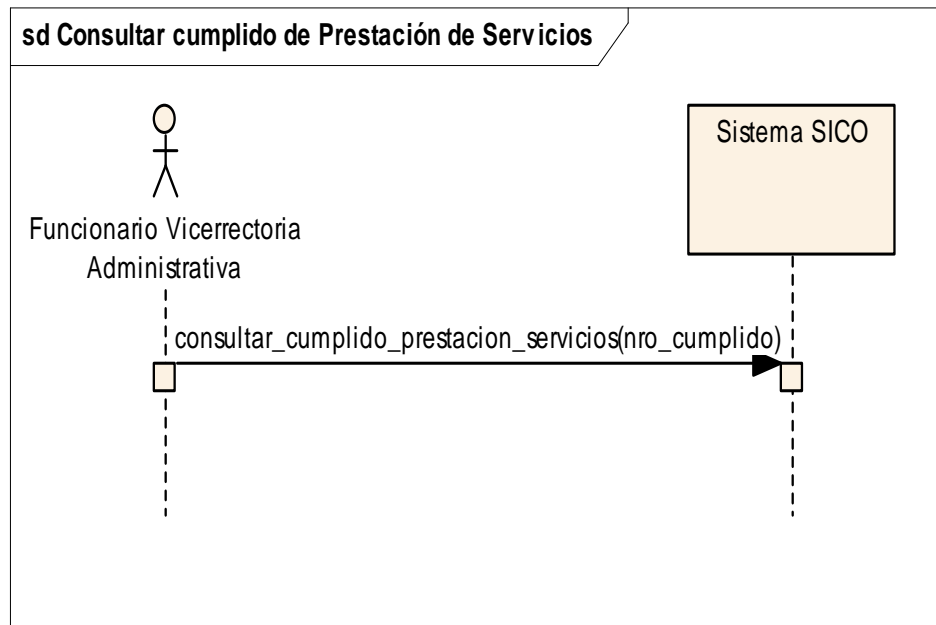 sd Consultar cumplido de Prestación de Servicios
Sistema SICO
Funcionario Vicerrectoria
Administrativa
consultar_cumplido_prestacion_servicios(nro_cumplido)